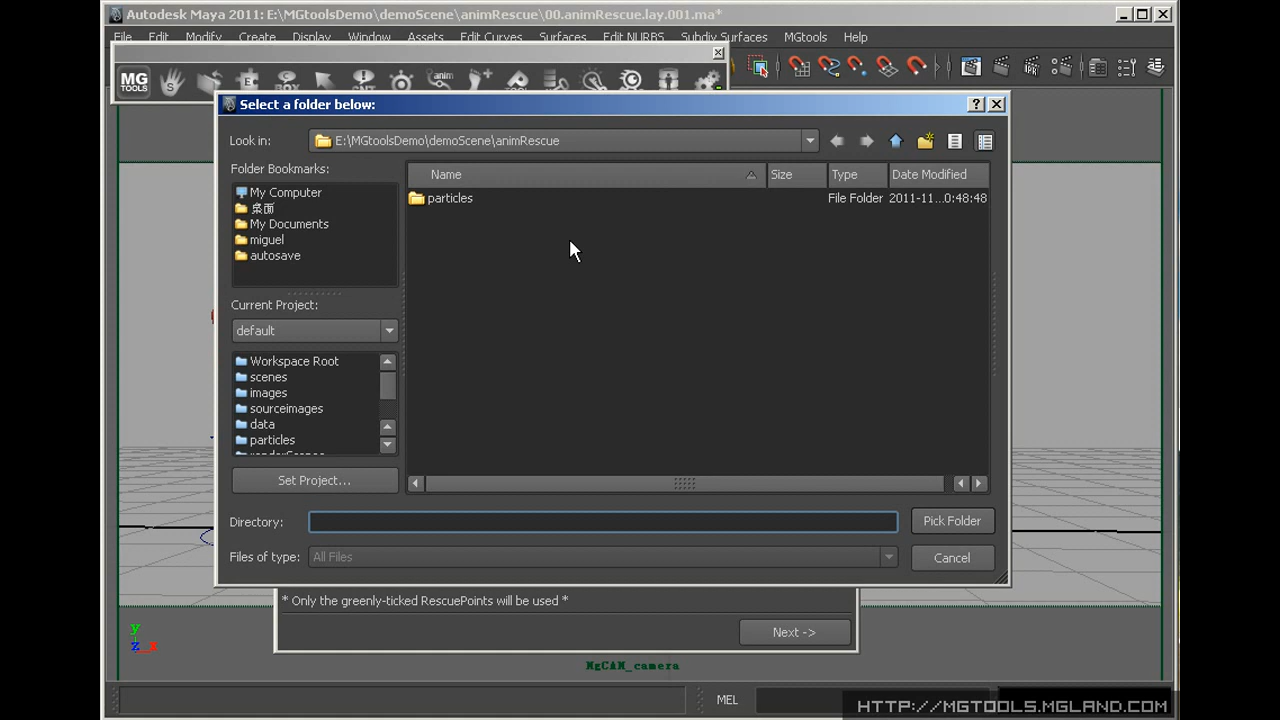 Autodesk Maya 2011: E:\MGtoolsDemo\demoScene\animRescue\00.animRescue.lay.001.ma*
File Edit Modify Create Display Window Assets Edit Curves Surfaces Edit NURBS Subdiv Surfaces MGtools Help
MG
TOOLS
anim
Select a folder below:
Look in: E:\MGtoolsDemo\demoScene\animRescue
Folder Bookmarks:
Name Size Type Date Modified
My Computer
particles File Folder 2011-11...0:48:48
桌面
My Documents
miguel
autosave
Current Project:
default
Workspace Root
scenes
images
sourceimages
data
particles
Set Project...
Directory: Pick Folder
Files of type: All Files Cancel
* Only the greenly-ticked RescuePoints will be used *
Next ->
y
z x
MgCAM_camera
MEL
HTTP://MGTOOLS.MGLAND.COM